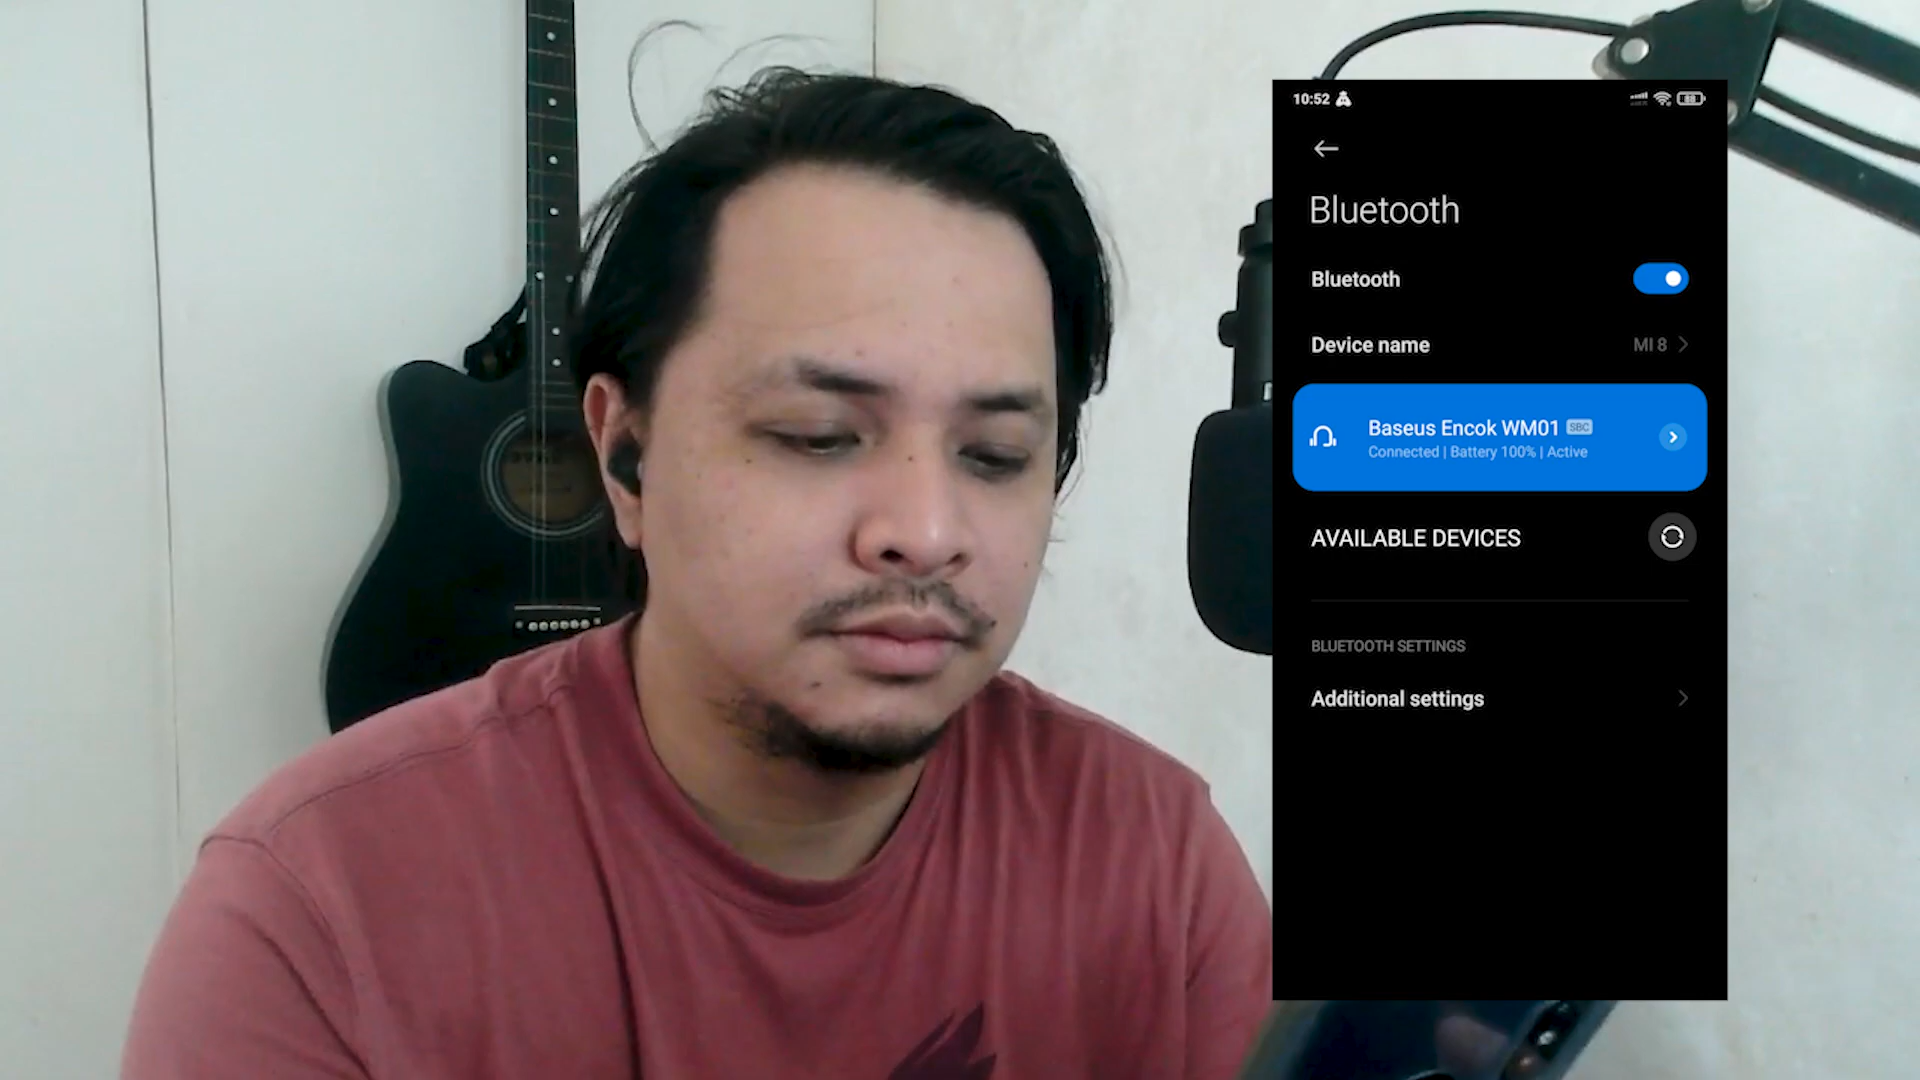 10:52
Bluetooth
Bluetooth
Device name MI 8
Baseus Encok WM01 SBC
Connected | Battery 100% | Active
AVAILABLE DEVICES
BLUETOOTH SETTINGS
Additional settings